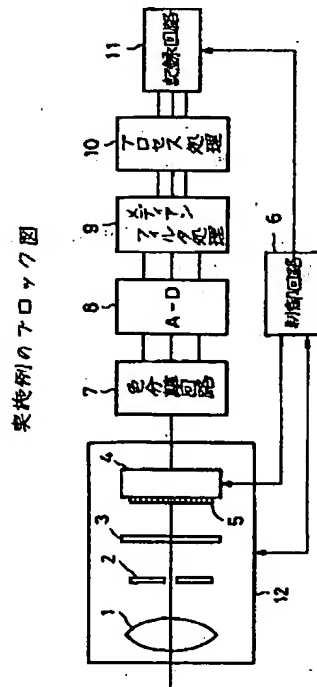 実施例のブロック図
1
2
3
4
5
12
7
色分離回路
8
A-D
9
メディアン
フィルタ処理
10
プロセス処理
11
記録回路
6
制御回路